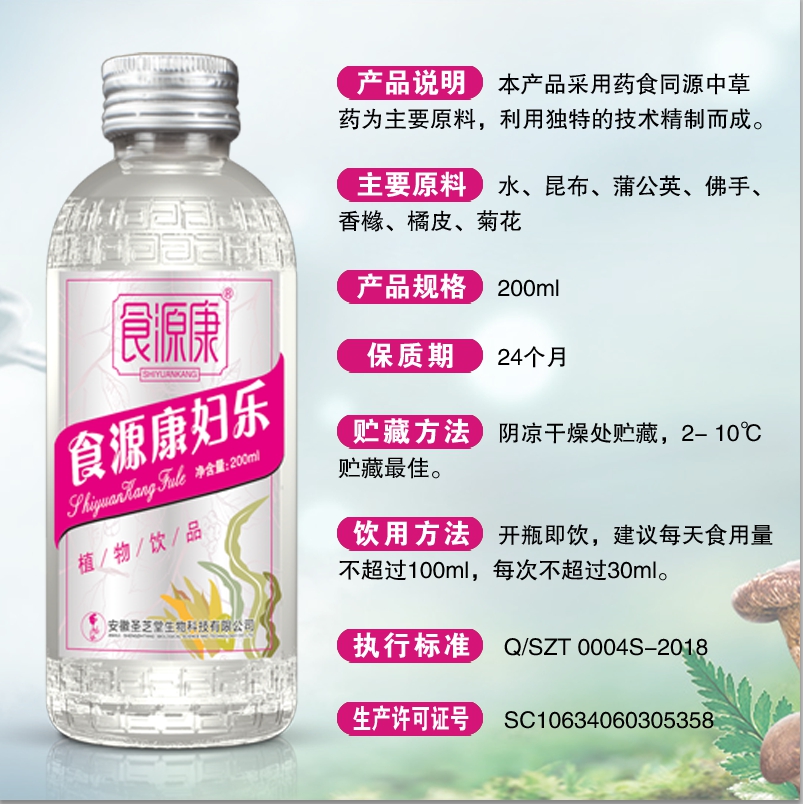 食源康®
SHIYUANKANG
食源康妇乐
ShiyuanKang Fule 净含量:200ml
植/物/饮/品
安徽圣芝堂生物科技有限公司
产品说明 本产品采用药食同源中草
药为主要原料，利用独特的技术精制而成。
主要原料 水、昆布、蒲公英、佛手、
香橼、橘皮、菊花
产品规格 200ml
保质期 24个月
贮藏方法 阴凉干燥处贮藏，2- 10℃
贮藏最佳。
饮用方法 开瓶即饮，建议每天食用量
不超过100ml，每次不超过30ml。
执行标准 Q/SZT 0004S-2018
生产许可证号 SC10634060305358